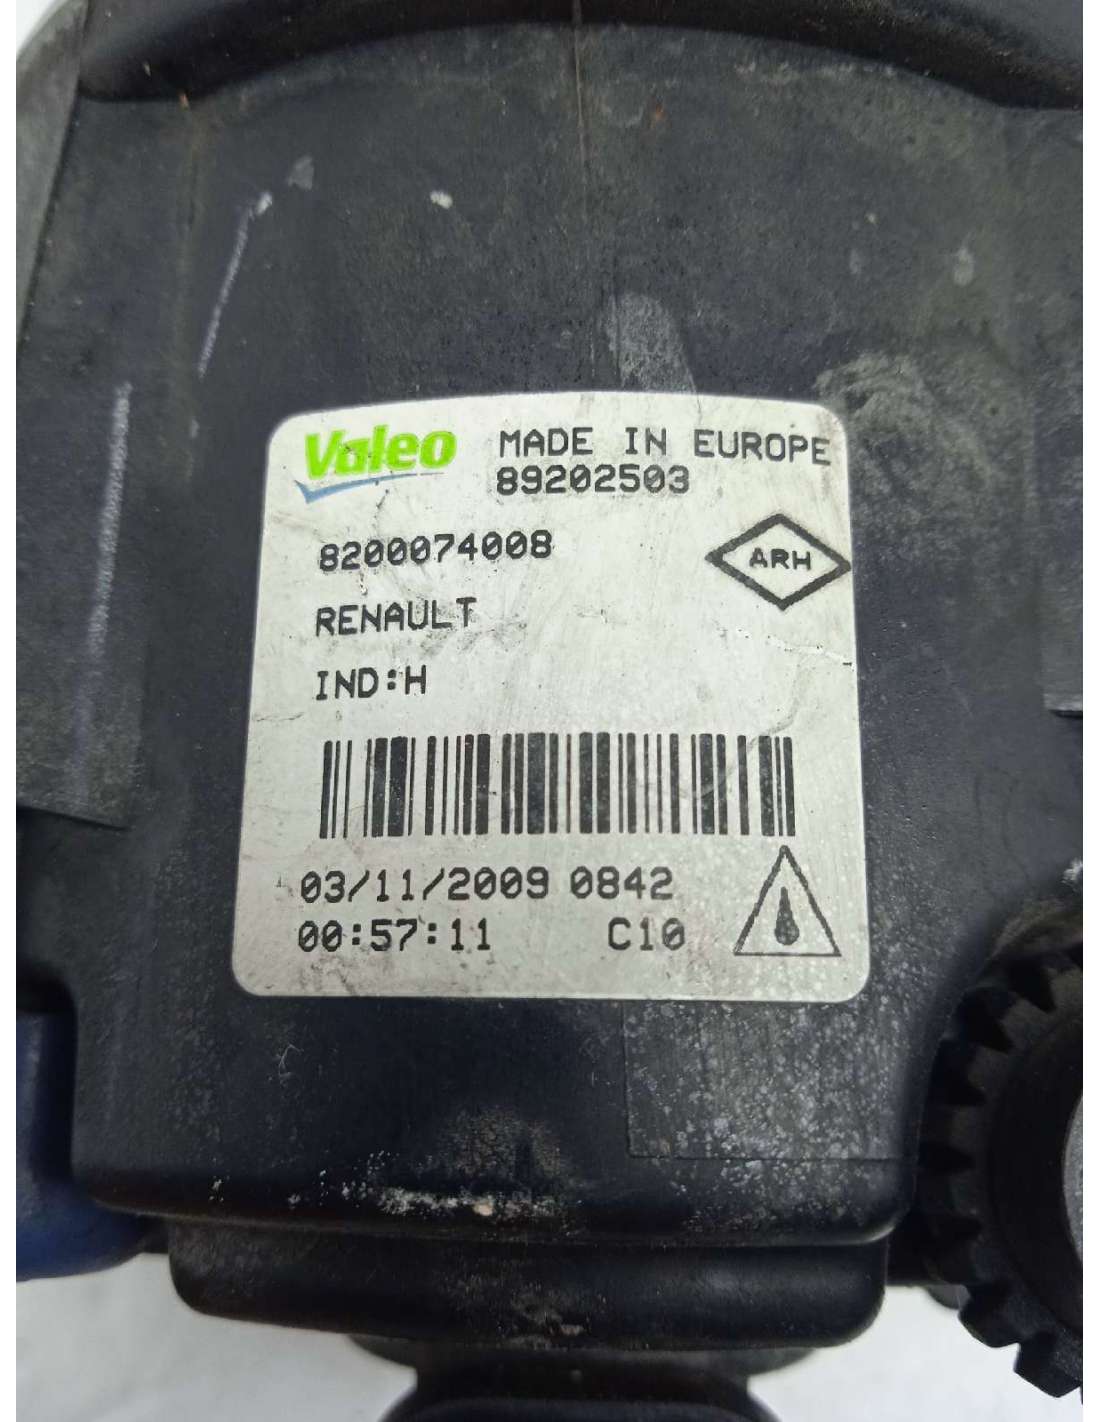 Valeo MADE IN EUROPE
89202503
8200074008
ARH
RENAULT
IND:H
03/11/2009 0842
00:57:11 C10